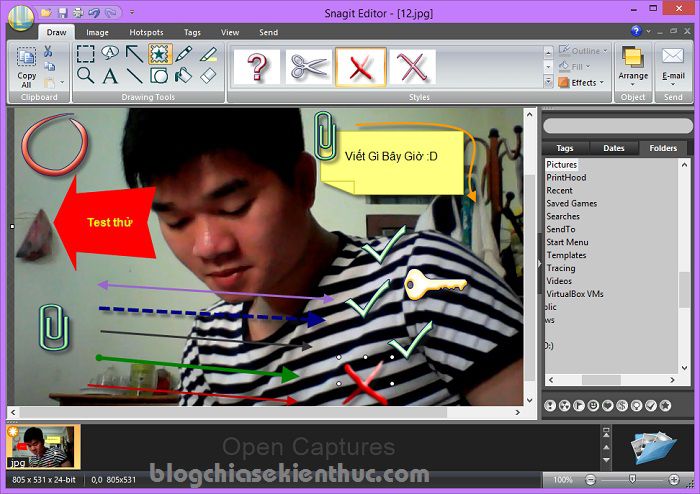 Snagit Editor - [12.jpg]
Draw Image Hotspots Tags View Send
Copy All
Clipboard
Drawing Tools
Styles
Outline
Fill
Effects
Arrange
Object
E-mail
Send
Viết Gì Bây Giờ :D
Test thử
Tags Dates Folders
Pictures
PrintHood
Recent
Saved Games
Searches
SendTo
Start Menu
Templates
Tracing
Videos
VirtualBox VMs
olic
ws
D:)
jpg
Open Captures
blogchiasekienthuc.com
805 x 531 x 24-bit 0,0 805x531 100%